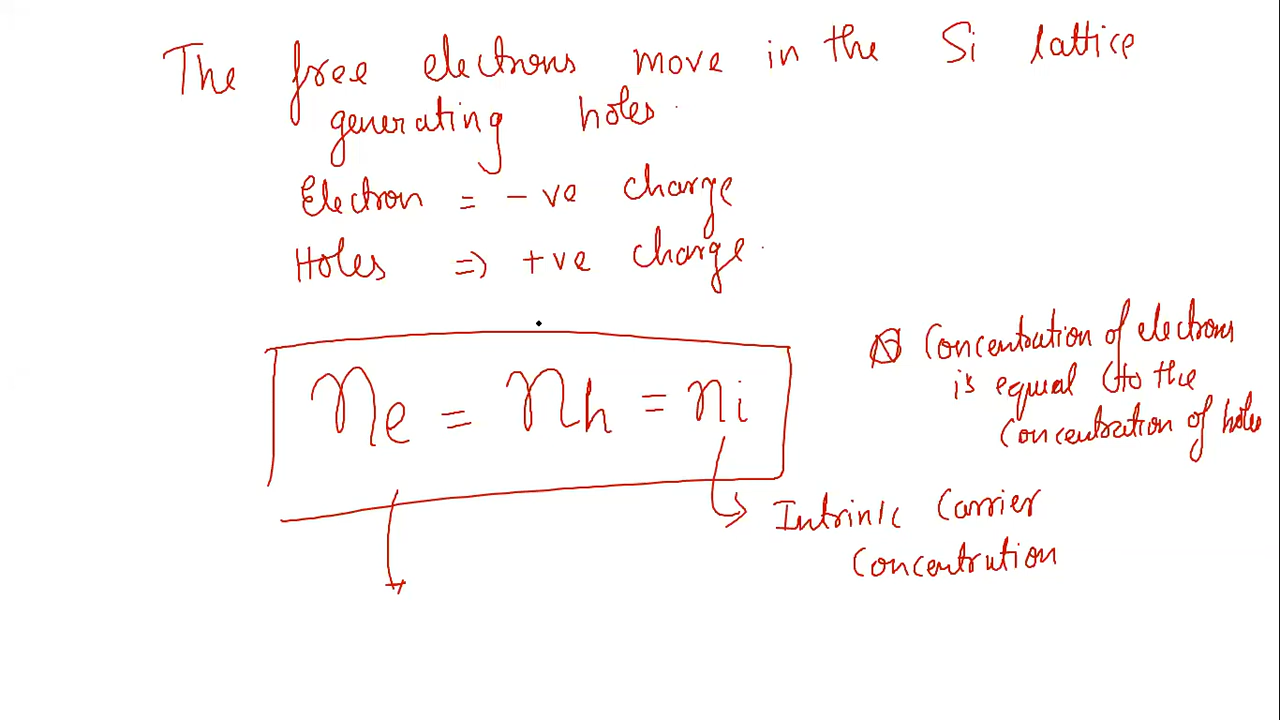 The free electrons move in the Si lattice
generating holes
Electron = -ve charge
Holes ⇒ +ve charge
ne = nh = ni
Concentration of electrons
is equal to the
Concentration of holes
Intrinic Carrier
Concentration